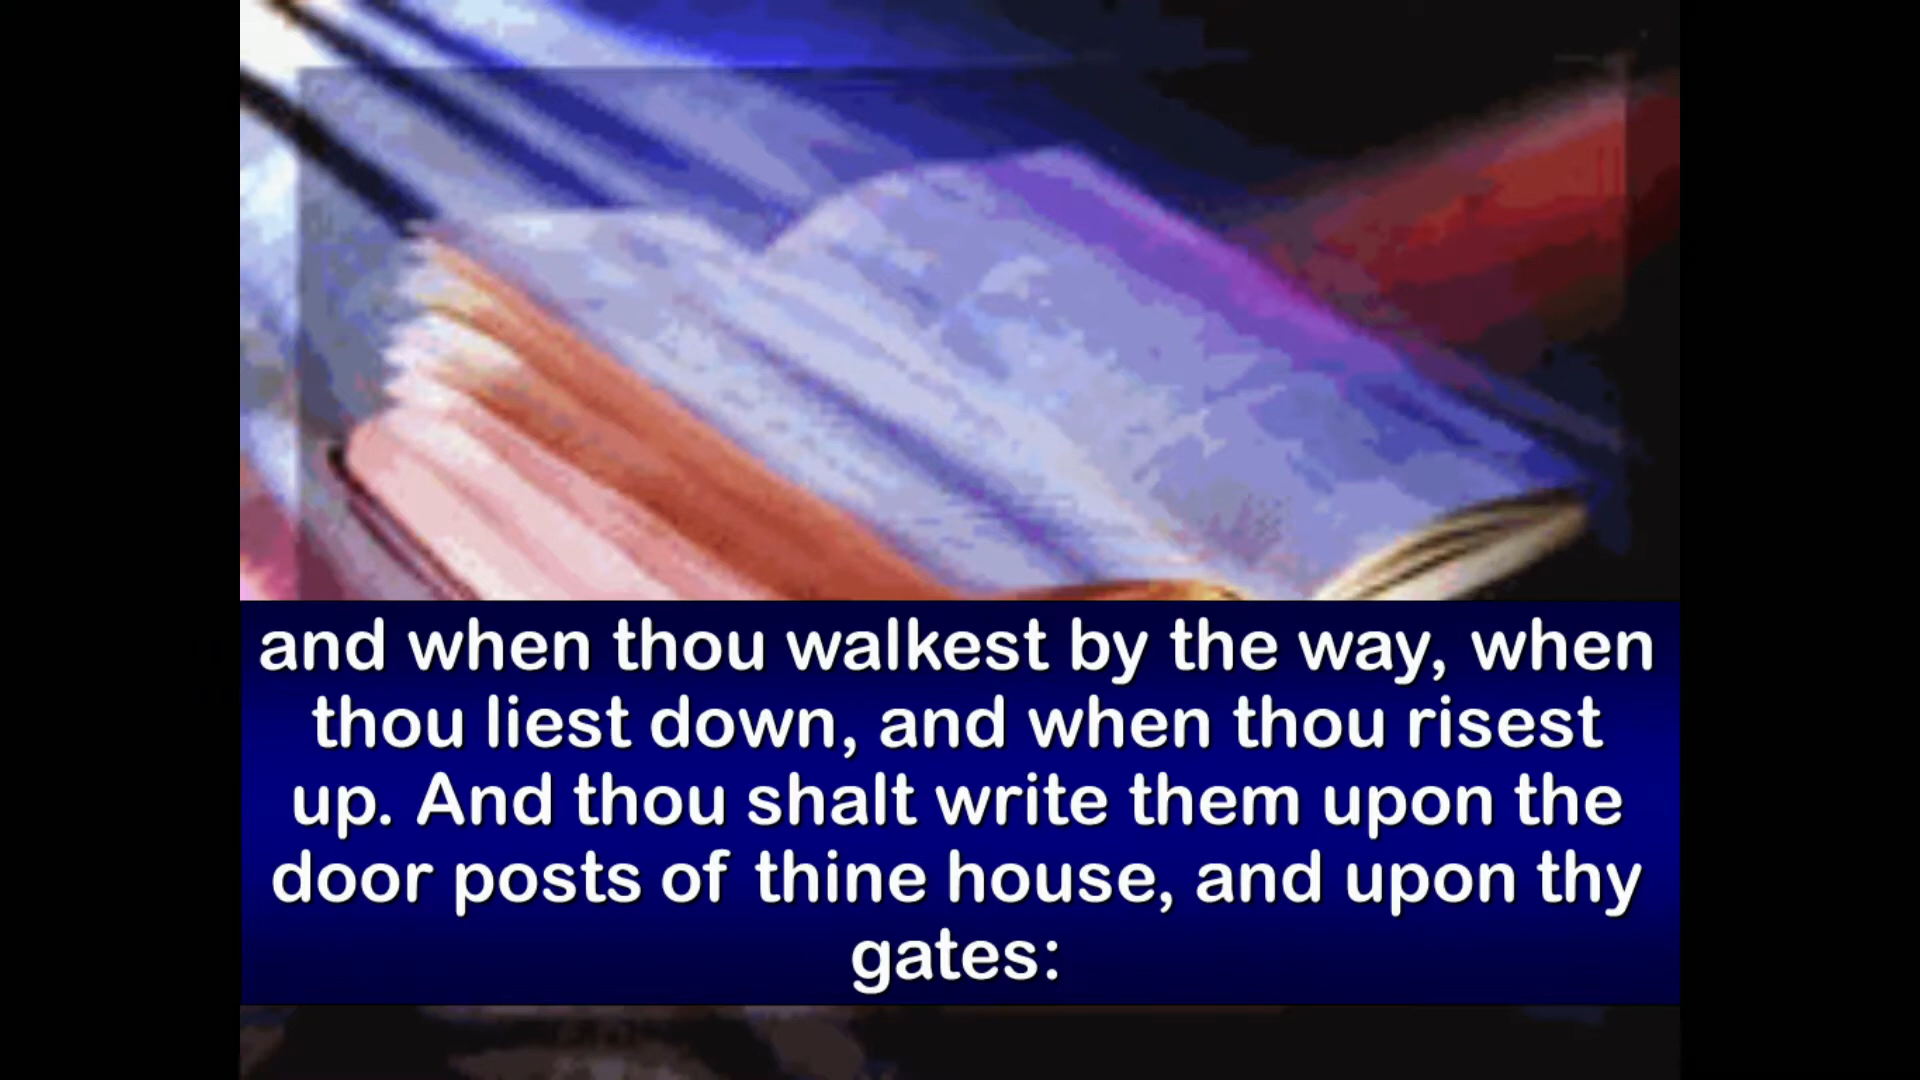 and when thou walkest by the way, when
thou liest down, and when thou risest
up. And thou shalt write them upon the
door posts of thine house, and upon thy
gates: